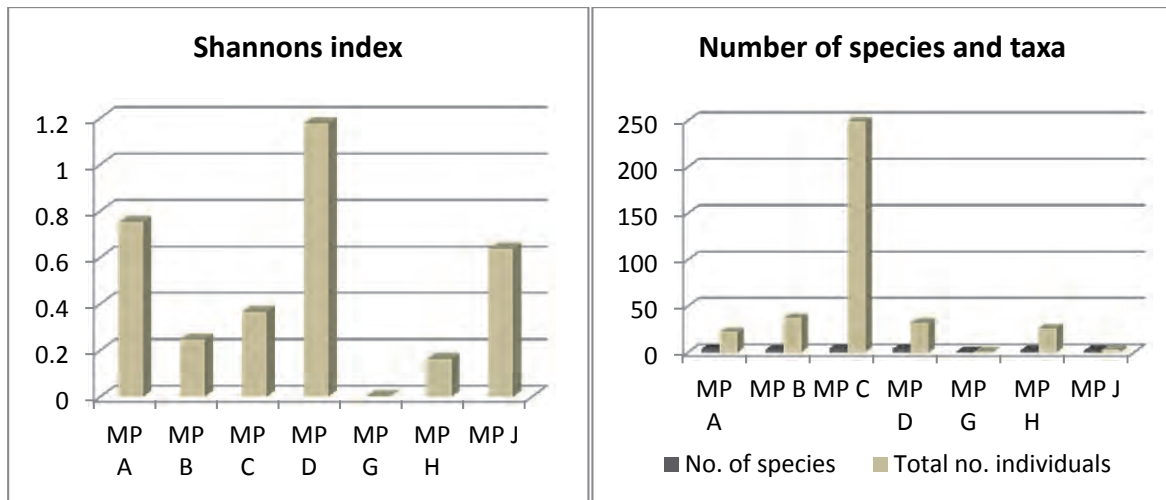 Shannons index
1.2
1
0.8
0.6
0.4
0.2
0
MP A
MP B
MP C
MP D
MP G
MP H
MP J
Number of species and taxa
250
200
150
100
50
0
MP A
MP B
MP C
MP D
MP G
MP H
MP J
No. of species
Total no. individuals